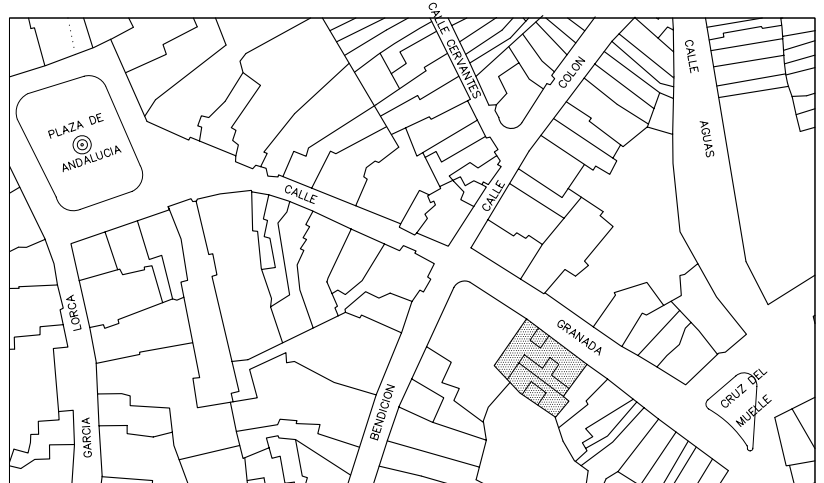 CALLE CERVANTES
COLON
CALLE
AGUAS
PLAZA DE
ANDALUCIA
CALLE
CALLE
LORCA
GRANADA
CRUZ DEL
MUELLE
BENDICION
GARCIA